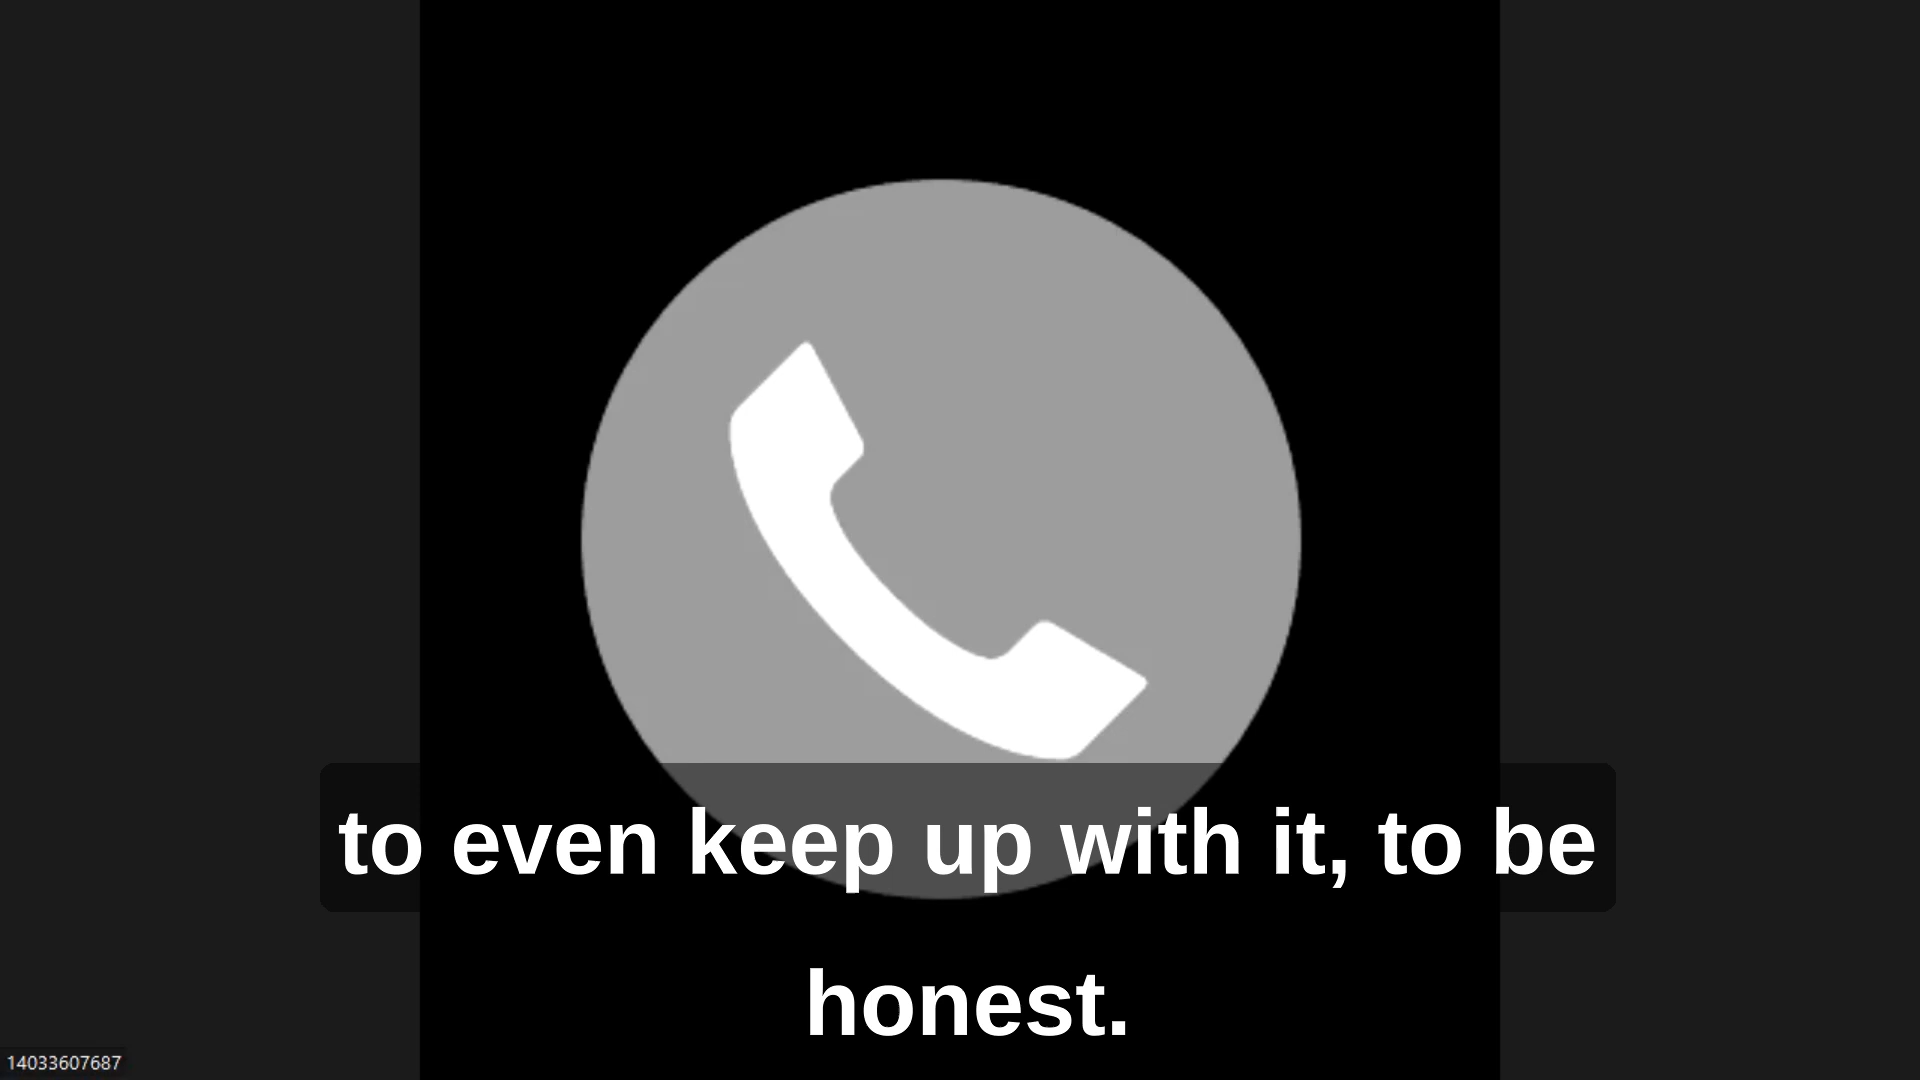 to even keep up with it, to be
honest.
14033607687